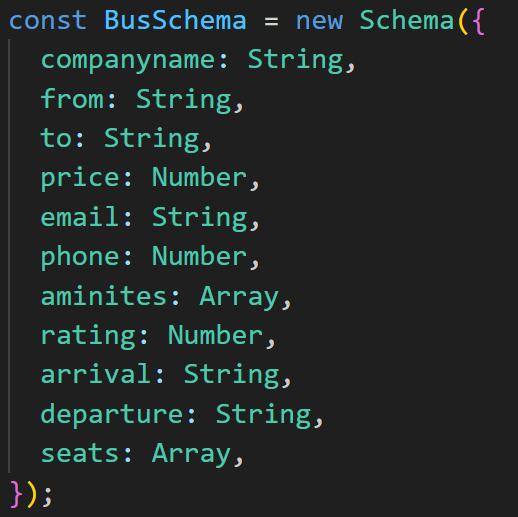 const BusSchema = new Schema({
  companyname: String,
  from: String,
  to: String,
  price: Number,
  email: String,
  phone: Number,
  aminites: Array,
  rating: Number,
  arrival: String,
  departure: String,
  seats: Array,
});